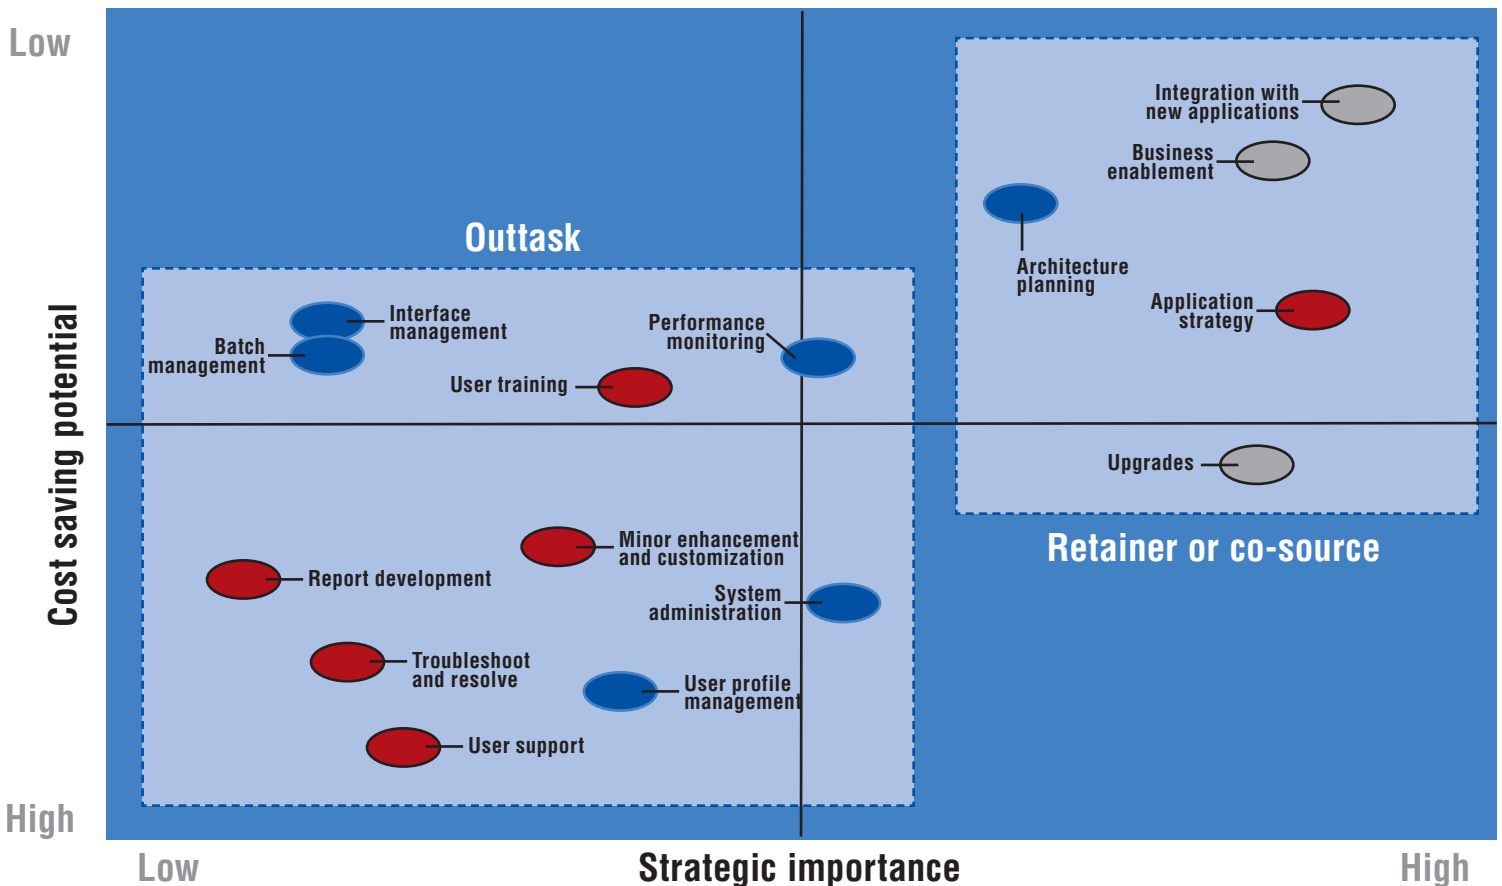 Low
Integration with
new applications
Business
enablement
Outtask
Architecture
planning
Application
strategy
Interface
management
Batch
management
Performance
monitoring
User training
Cost saving potential
Upgrades
Retainer or co-source
Minor enhancement
and customization
Report development
System
administration
Troubleshoot
and resolve
User profile
management
User support
High
Low
Strategic importance
High